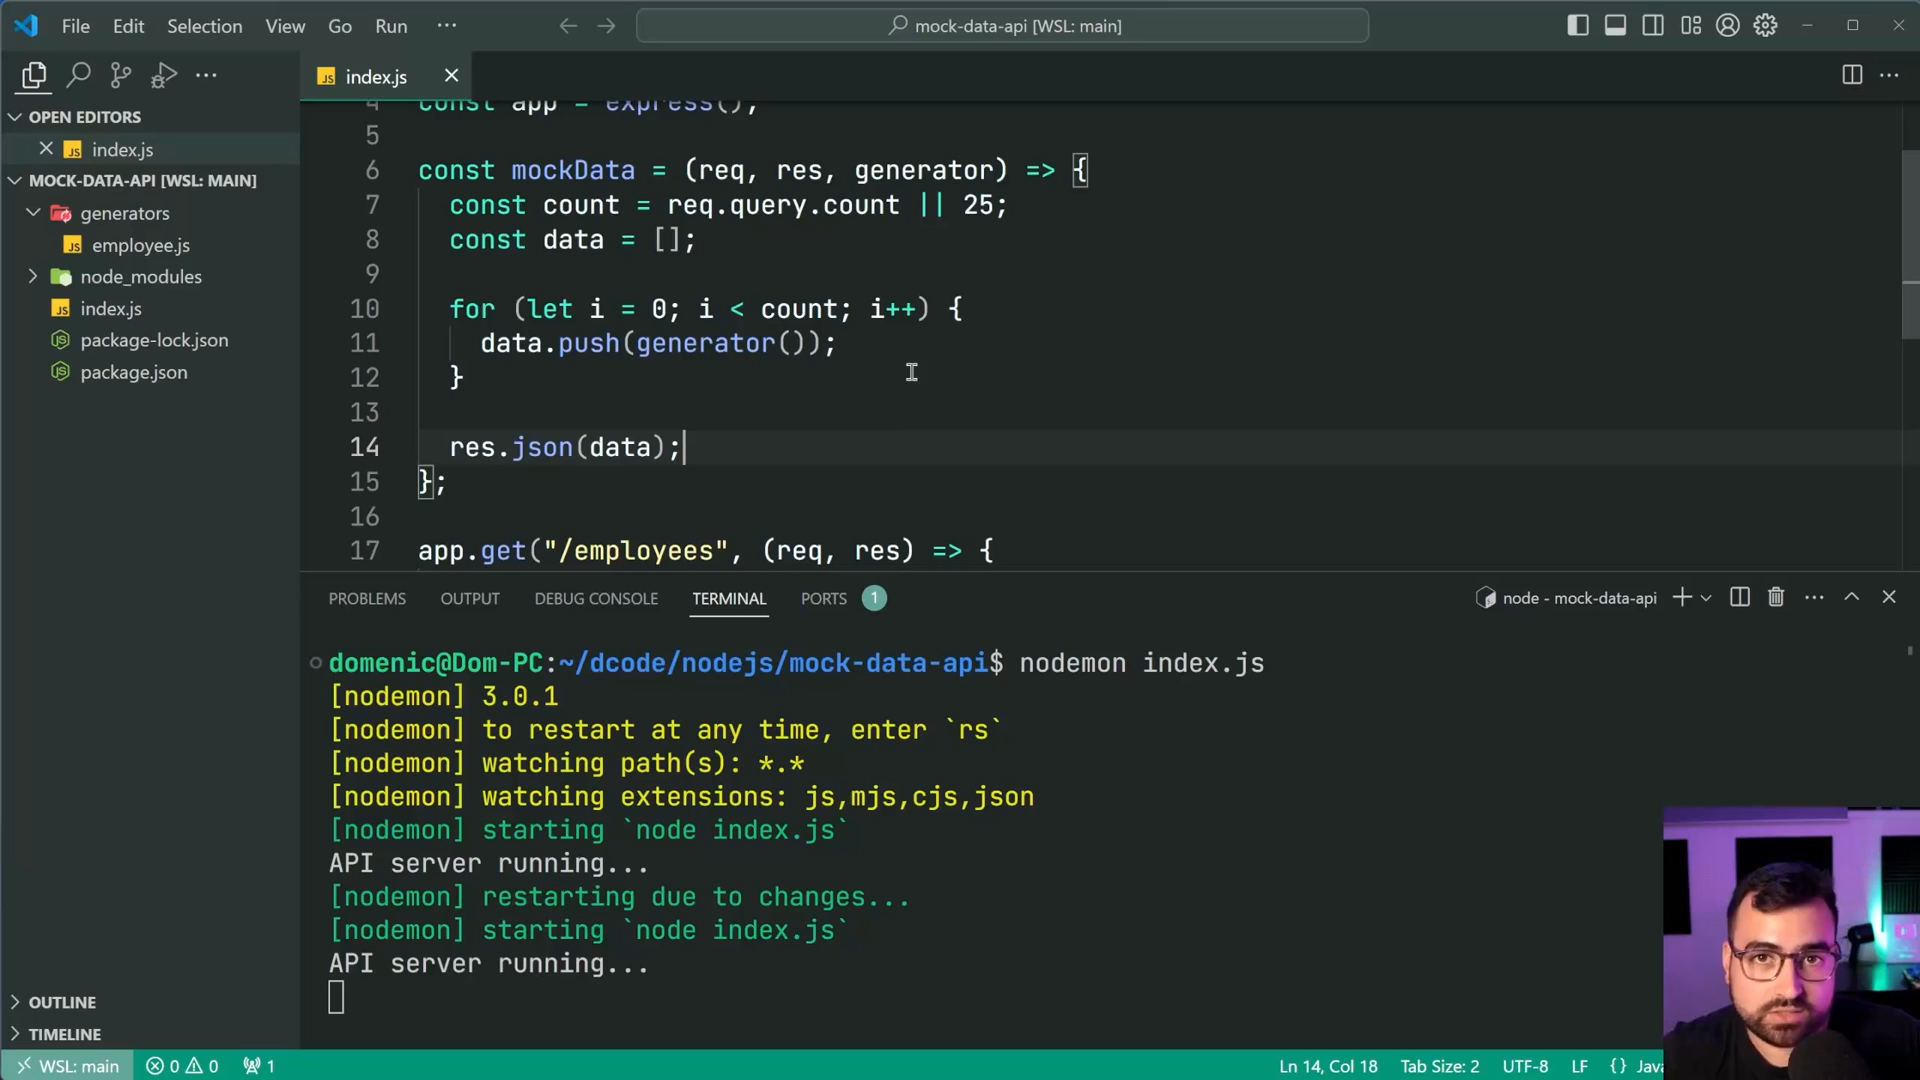 File Edit Selection View Go Run ···
mock-data-api [WSL: main]
JS index.js
OPEN EDITORS
JS index.js
MOCK-DATA-API [WSL: MAIN]
generators
JS employee.js
node_modules
JS index.js
package-lock.json
package.json
OUTLINE
TIMELINE
4 const app = express();
5
6 const mockData = (req, res, generator) => {
7 const count = req.query.count || 25;
8 const data = [];
9
10 for (let i = 0; i < count; i++) {
11 data.push(generator());
12 }
13
14 res.json(data);
15 };
16
17 app.get("/employees", (req, res) => {
PROBLEMS OUTPUT DEBUG CONSOLE TERMINAL PORTS 1
node - mock-data-api
domenic@Dom-PC:~/dcode/nodejs/mock-data-api$ nodemon index.js
[nodemon] 3.0.1
[nodemon] to restart at any time, enter `rs`
[nodemon] watching path(s): *.*
[nodemon] watching extensions: js,mjs,cjs,json
[nodemon] starting `node index.js`
API server running...
[nodemon] restarting due to changes...
[nodemon] starting `node index.js`
API server running...
WSL: main 0 0 1
Ln 14, Col 18 Tab Size: 2 UTF-8 LF {} Java